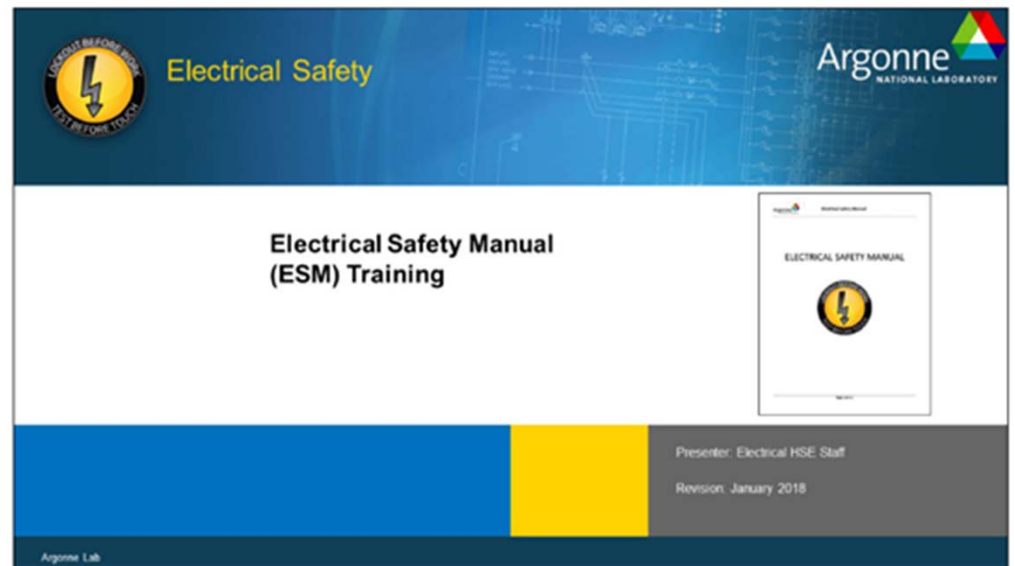 LOCKOUT BEFORE WORK
TEST BEFORE TOUCH
Electrical Safety
Argonne
NATIONAL LABORATORY
Electrical Safety Manual
(ESM) Training
ELECTRICAL SAFETY MANUAL
Presenter: Electrical HSE Staff
Revision: January 2018
Argonne Lab